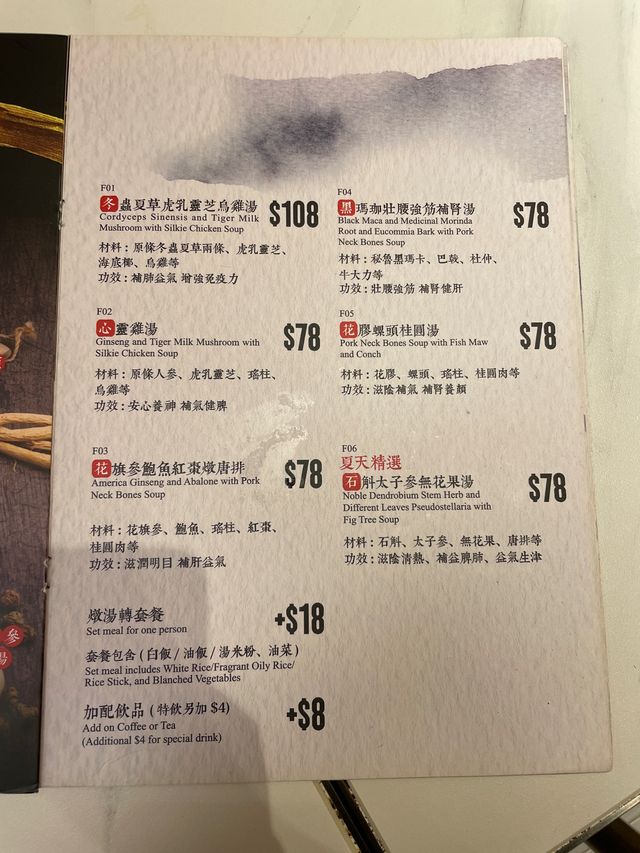 F01
冬蟲夏草虎乳靈芝烏雞湯
Cordyceps Sinensis and Tiger Milk
Mushroom with Silkie Chicken Soup
$108
材料：原條冬蟲夏草兩條、虎乳靈芝、
海底椰、烏雞等
功效：補肺益氣 增強免疫力
F02
心靈雞湯
Ginseng and Tiger Milk Mushroom with
Silkie Chicken Soup
$78
材料：原條人參、虎乳靈芝、瑤柱、
烏雞等
功效：安心養神 補氣健脾
F03
花旗參鮑魚紅棗燉唐排
America Ginseng and Abalone with Pork
Neck Bones Soup
$78
材料：花旗參、鮑魚、瑤柱、紅棗、
桂圓肉等
功效：滋潤明目 補肝益氣
燉湯轉套餐
Set meal for one person
+$18
套餐包含 (白飯 / 油飯 / 湯米粉、油菜)
Set meal includes White Rice/Fragrant Oily Rice/
Rice Stick, and Blanched Vegetables
加配飲品 (特飲另加 $4)
Add on Coffee or Tea
(Additional $4 for special drink)
+$8
F04
黑瑪珈壯腰強筋補腎湯
Black Maca and Medicinal Morinda
Root and Eucommia Bark with Pork
Neck Bones Soup
$78
材料：秘魯黑瑪卡、巴戟、杜仲、
牛大力等
功效：壯腰強筋 補腎健肝
F05
花膠螺頭桂圓湯
Pork Neck Bones Soup with Fish Maw
and Conch
$78
材料：花膠、螺頭、瑤柱、桂圓肉等
功效：滋陰補氣 補腎養顏
F06
夏天精選
石斛太子參無花果湯
Noble Dendrobium Stem Herb and
Different Leaves Pseudostellaria with
Fig Tree Soup
$78
材料：石斛、太子參、無花果、唐排等
功效：滋陰清熱、補益脾肺、益氣生津
參
湯